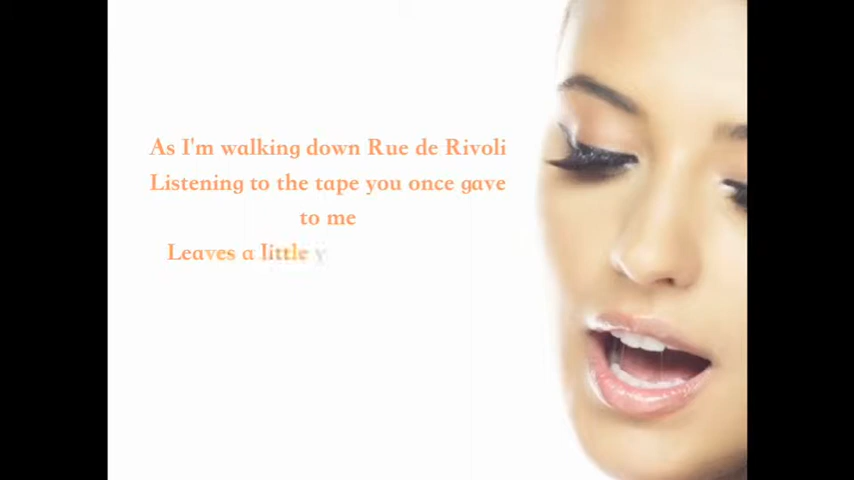 As I'm walking down Rue de Rivoli
Listening to the tape you once gave
to me
Leaves a little